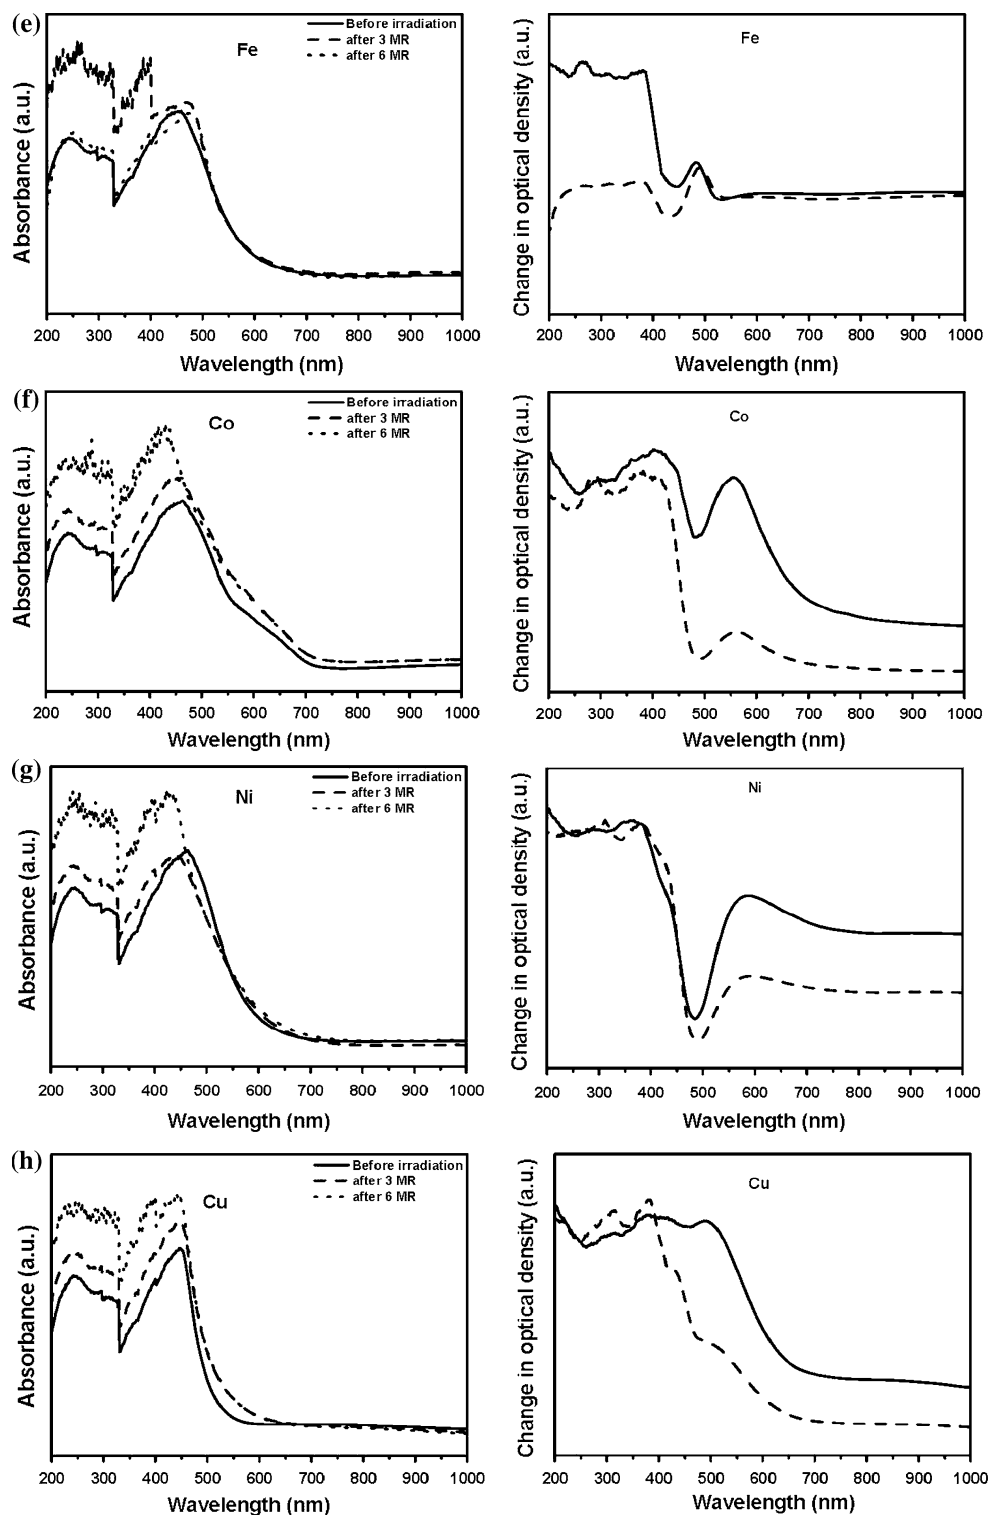 (e)
Fe
Before irradiation
after 3 MR
after 6 MR
Absorbance (a.u.)
200 300 400 500 600 700 800 900 1000
Wavelength (nm)
Fe
Change in optical density (a.u.)
200 300 400 500 600 700 800 900 1000
Wavelength (nm)
(f)
Co
Before irradiation
after 3 MR
after 6 MR
Absorbance (a.u.)
200 300 400 500 600 700 800 900 1000
Wavelength (nm)
Co
Change in optical density (a.u.)
200 300 400 500 600 700 800 900 1000
Wavelength (nm)
(g)
Ni
Before irradiation
after 3 MR
after 6 MR
Absorbance (a.u.)
200 300 400 500 600 700 800 900 1000
Wavelength (nm)
Ni
Change in optical density (a.u.)
200 300 400 500 600 700 800 900 1000
Wavelength (nm)
(h)
Cu
Before irradiation
after 3 MR
after 6 MR
Absorbance (a.u.)
200 300 400 500 600 700 800 900 1000
Wavelength (nm)
Cu
Change in optical density (a.u.)
200 300 400 500 600 700 800 900 1000
Wavelength (nm)